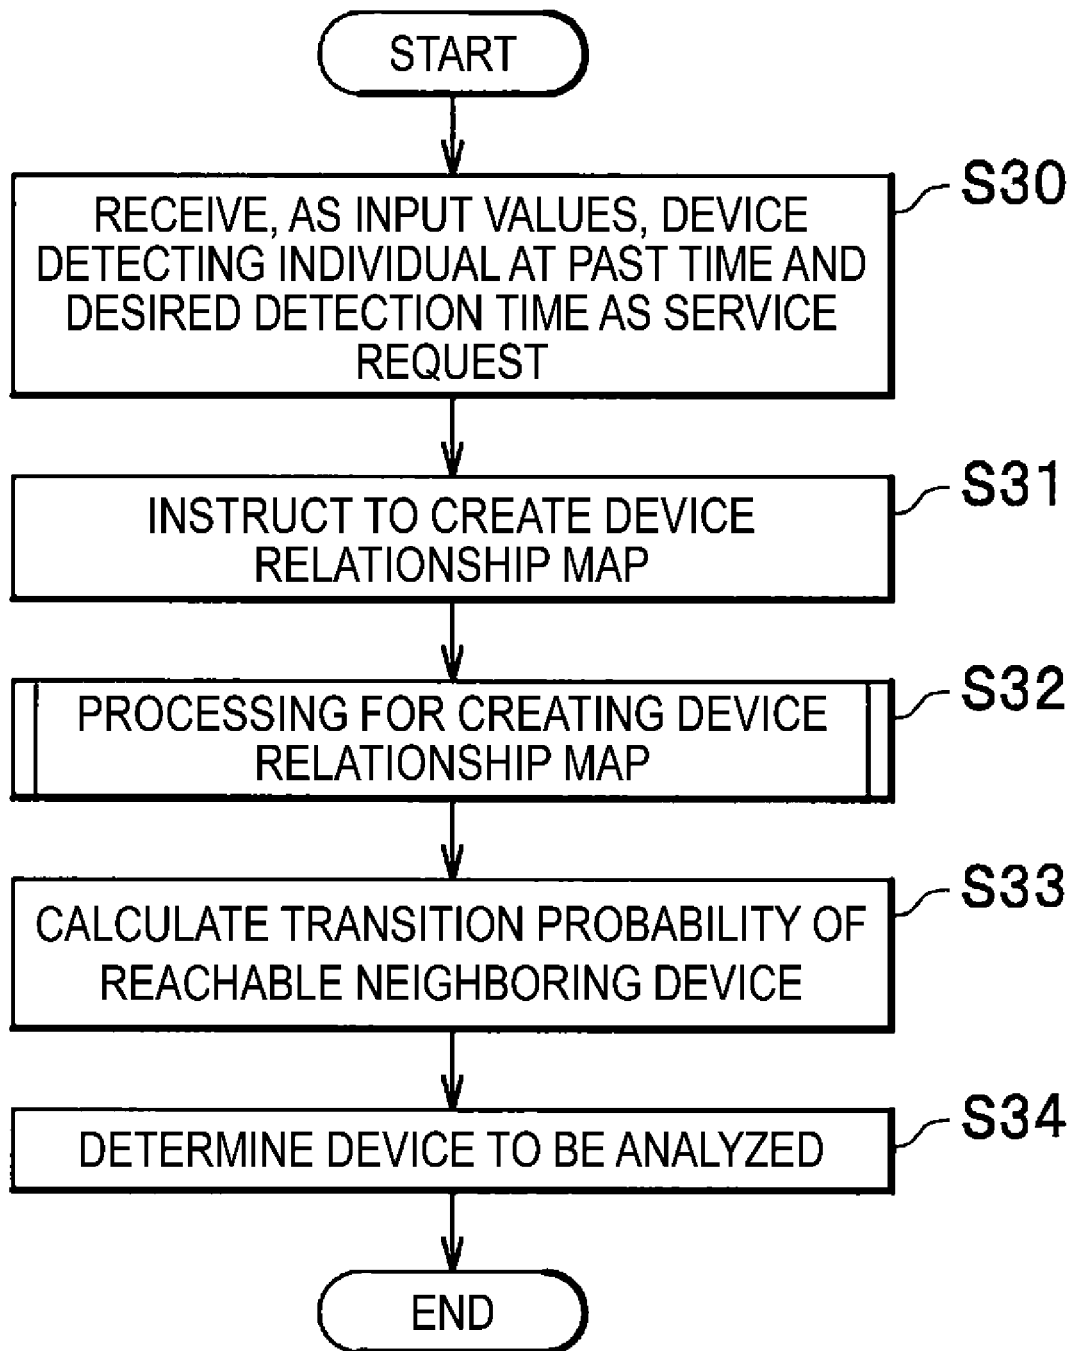 START
S30
RECEIVE, AS INPUT VALUES, DEVICE
DETECTING INDIVIDUAL AT PAST TIME AND
DESIRED DETECTION TIME AS SERVICE
REQUEST
S31
INSTRUCT TO CREATE DEVICE
RELATIONSHIP MAP
S32
PROCESSING FOR CREATING DEVICE
RELATIONSHIP MAP
S33
CALCULATE TRANSITION PROBABILITY OF
REACHABLE NEIGHBORING DEVICE
S34
DETERMINE DEVICE TO BE ANALYZED
END